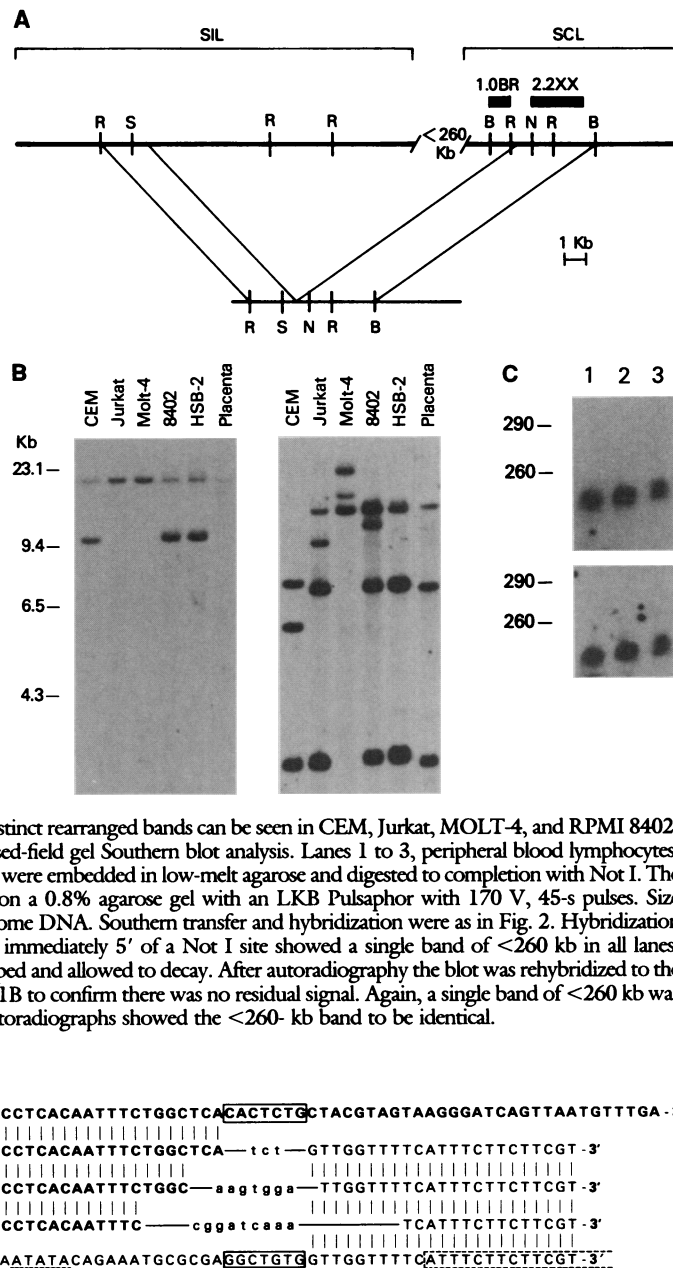 A
SIL SCL
1.0BR 2.2XX
R S R R < 260 Kb B R N R B
1 Kb
R S N R B
B
CEM Jurkat Molt-4 8402 HSB-2 Placenta
CEM Jurkat Molt-4 8402 HSB-2 Placenta
Kb
23.1
9.4
6.5
4.3
C
1 2 3
290
260
290
260
stinct rearranged bands can be seen in CEM, Jurkat, MOLT-4, and RPMI 8402
sed-field gel Southern blot analysis. Lanes 1 to 3, peripheral blood lymphocytes
were embedded in low-melt agarose and digested to completion with Not I. The
on a 0.8% agarose gel with an LKB Pulsaphor with 170 V, 45-s pulses. Siz
ome DNA. Southern transfer and hybridization were as in Fig. 2. Hybridization
immediately 5′ of a Not I site showed a single band of <260 kb in all lanes
bed and allowed to decay. After autoradiography the blot was rehybridized to the
1B to confirm there was no residual signal. Again, a single band of <260 kb wa
toradiographs showed the <260- kb band to be identical.
CCTCACAATTTCTGGCTCACACTCTGCTACGTAGTAAGGGATCAGTTAATGTTTGA-
CCTCACAATTTCTGGCTCA—tct—GTTGGTTTTCATTTCTTCTTCGT-3′
CCTCACAATTTCTGGC—aagtgga—TTGGTTTTCATTTCTTCTTCGT-3′
CCTCACAATTTC—cggatcaaa—TCATTTCTTCTTCGT-3′
AATATACAGAAATGCGCGAGGCTGTGGTTGGTTTTCATTTCTTCTTCGT-3′